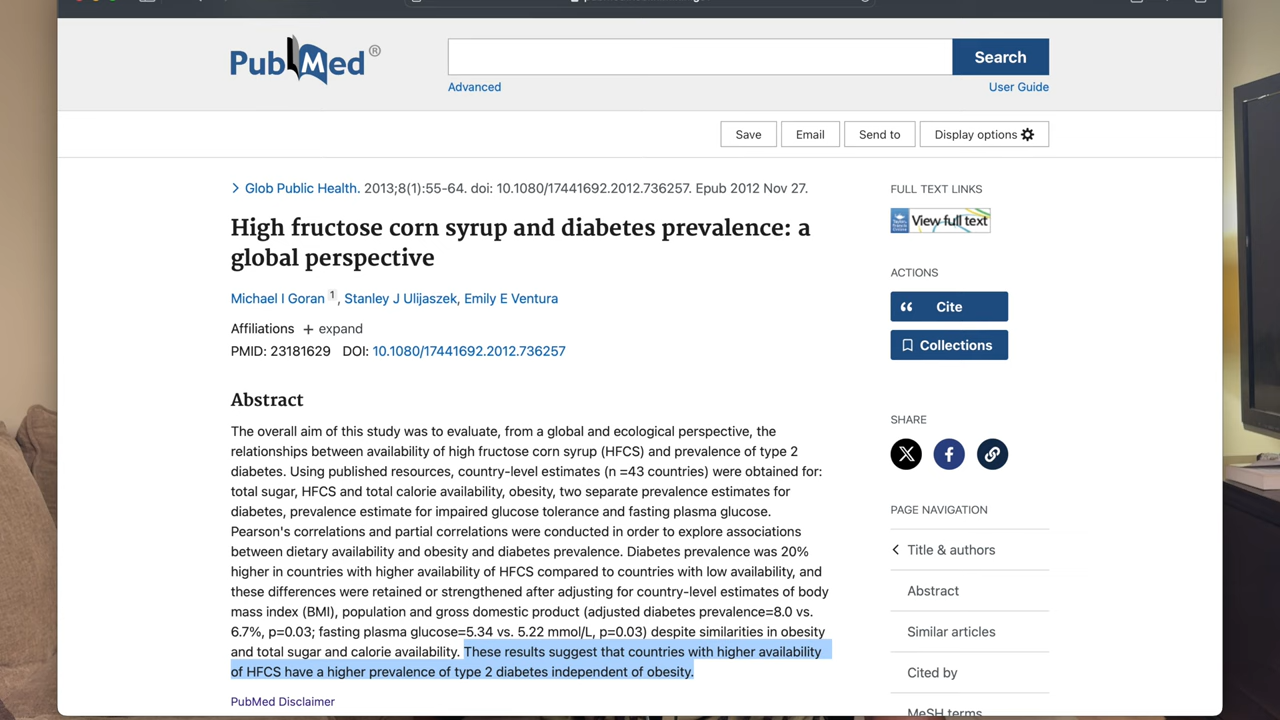 PubMed®
Search
Advanced
User Guide
Save
Email
Send to
Display options
Glob Public Health. 2013;8(1):55-64. doi: 10.1080/17441692.2012.736257. Epub 2012 Nov 27.
High fructose corn syrup and diabetes prevalence: a
global perspective
Michael I Goran 1, Stanley J Ulijaszek, Emily E Ventura
Affiliations + expand
PMID: 23181629 DOI: 10.1080/17441692.2012.736257
Abstract
The overall aim of this study was to evaluate, from a global and ecological perspective, the
relationships between availability of high fructose corn syrup (HFCS) and prevalence of type 2
diabetes. Using published resources, country-level estimates (n =43 countries) were obtained for:
total sugar, HFCS and total calorie availability, obesity, two separate prevalence estimates for
diabetes, prevalence estimate for impaired glucose tolerance and fasting plasma glucose.
Pearson's correlations and partial correlations were conducted in order to explore associations
between dietary availability and obesity and diabetes prevalence. Diabetes prevalence was 20%
higher in countries with higher availability of HFCS compared to countries with low availability, and
these differences were retained or strengthened after adjusting for country-level estimates of body
mass index (BMI), population and gross domestic product (adjusted diabetes prevalence=8.0 vs.
6.7%, p=0.03; fasting plasma glucose=5.34 vs. 5.22 mmol/L, p=0.03) despite similarities in obesity
and total sugar and calorie availability. These results suggest that countries with higher availability
of HFCS have a higher prevalence of type 2 diabetes independent of obesity.
PubMed Disclaimer
FULL TEXT LINKS
View full text
ACTIONS
Cite
Collections
SHARE
PAGE NAVIGATION
Title & authors
Abstract
Similar articles
Cited by
MeSH terms